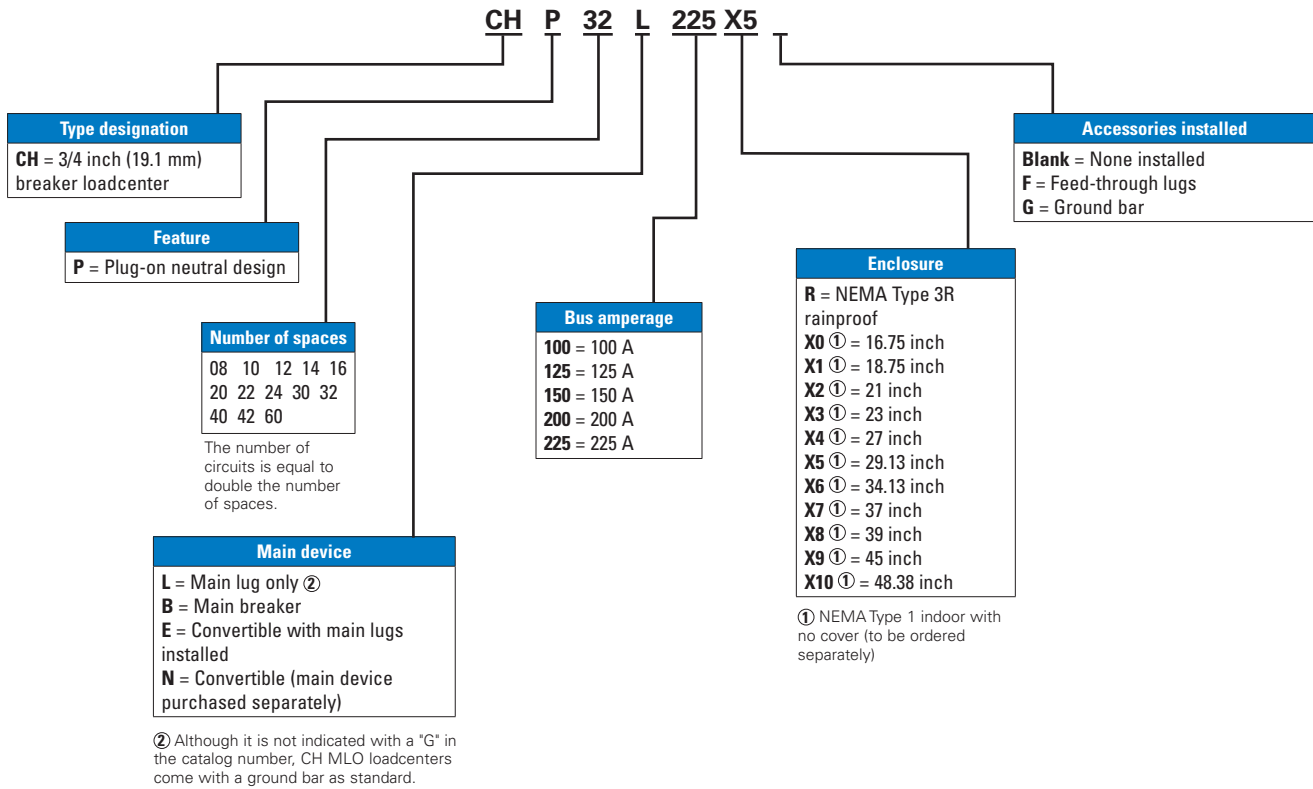 CH P 32 L 225 X5
Type designation
CH = 3/4 inch (19.1 mm)
breaker loadcenter
Feature
P = Plug-on neutral design
Number of spaces
08 10 12 14 16
20 22 24 30 32
40 42 60
The number of
circuits is equal to
double the number
of spaces.
Main device
L = Main lug only ②
B = Main breaker
E = Convertible with main lugs
installed
N = Convertible (main device
purchased separately)
② Although it is not indicated with a "G" in
the catalog number, CH MLO loadcenters
come with a ground bar as standard.
Bus amperage
100 = 100 A
125 = 125 A
150 = 150 A
200 = 200 A
225 = 225 A
Enclosure
R = NEMA Type 3R
rainproof
X0 ① = 16.75 inch
X1 ① = 18.75 inch
X2 ① = 21 inch
X3 ① = 23 inch
X4 ① = 27 inch
X5 ① = 29.13 inch
X6 ① = 34.13 inch
X7 ① = 37 inch
X8 ① = 39 inch
X9 ① = 45 inch
X10 ① = 48.38 inch
① NEMA Type 1 indoor with
no cover (to be ordered
separately)
Accessories installed
Blank = None installed
F = Feed-through lugs
G = Ground bar